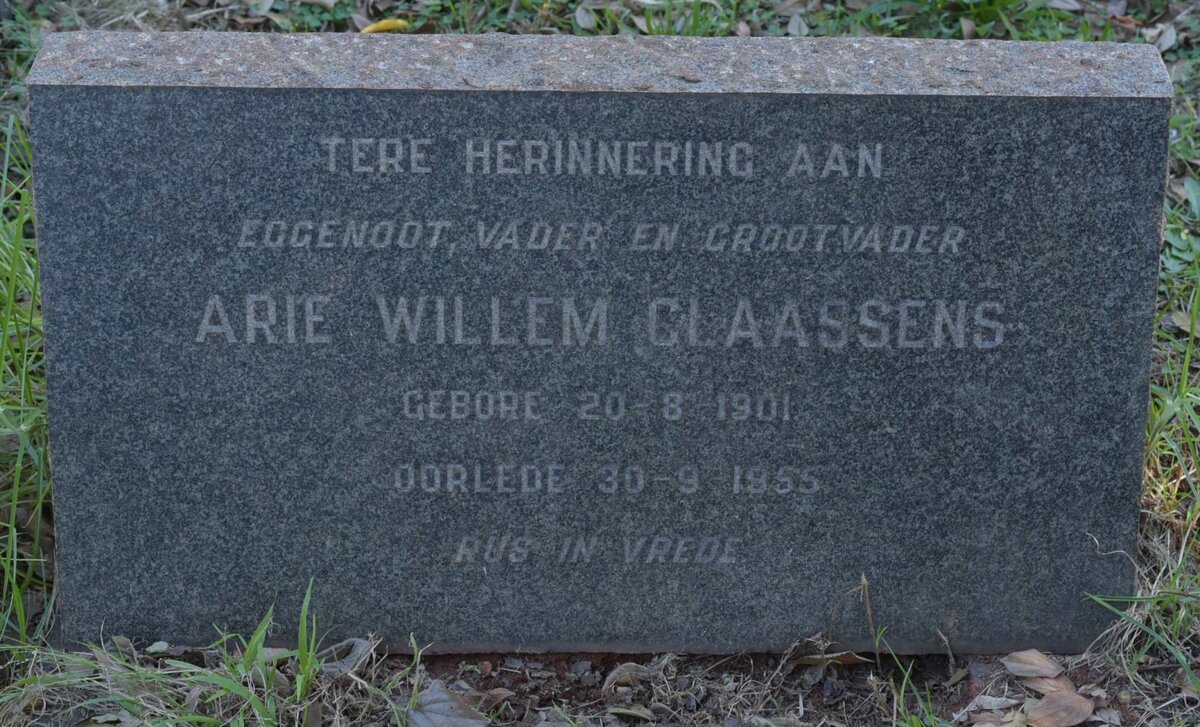 TERE HERINNERING AAN
EGGENOOT VADER EN GROOTVADER
ARIE WILLEM CLAASSENS
GEBORE 20-8 1901
OORLEDE 30-9-1955
RUS IN VREDE